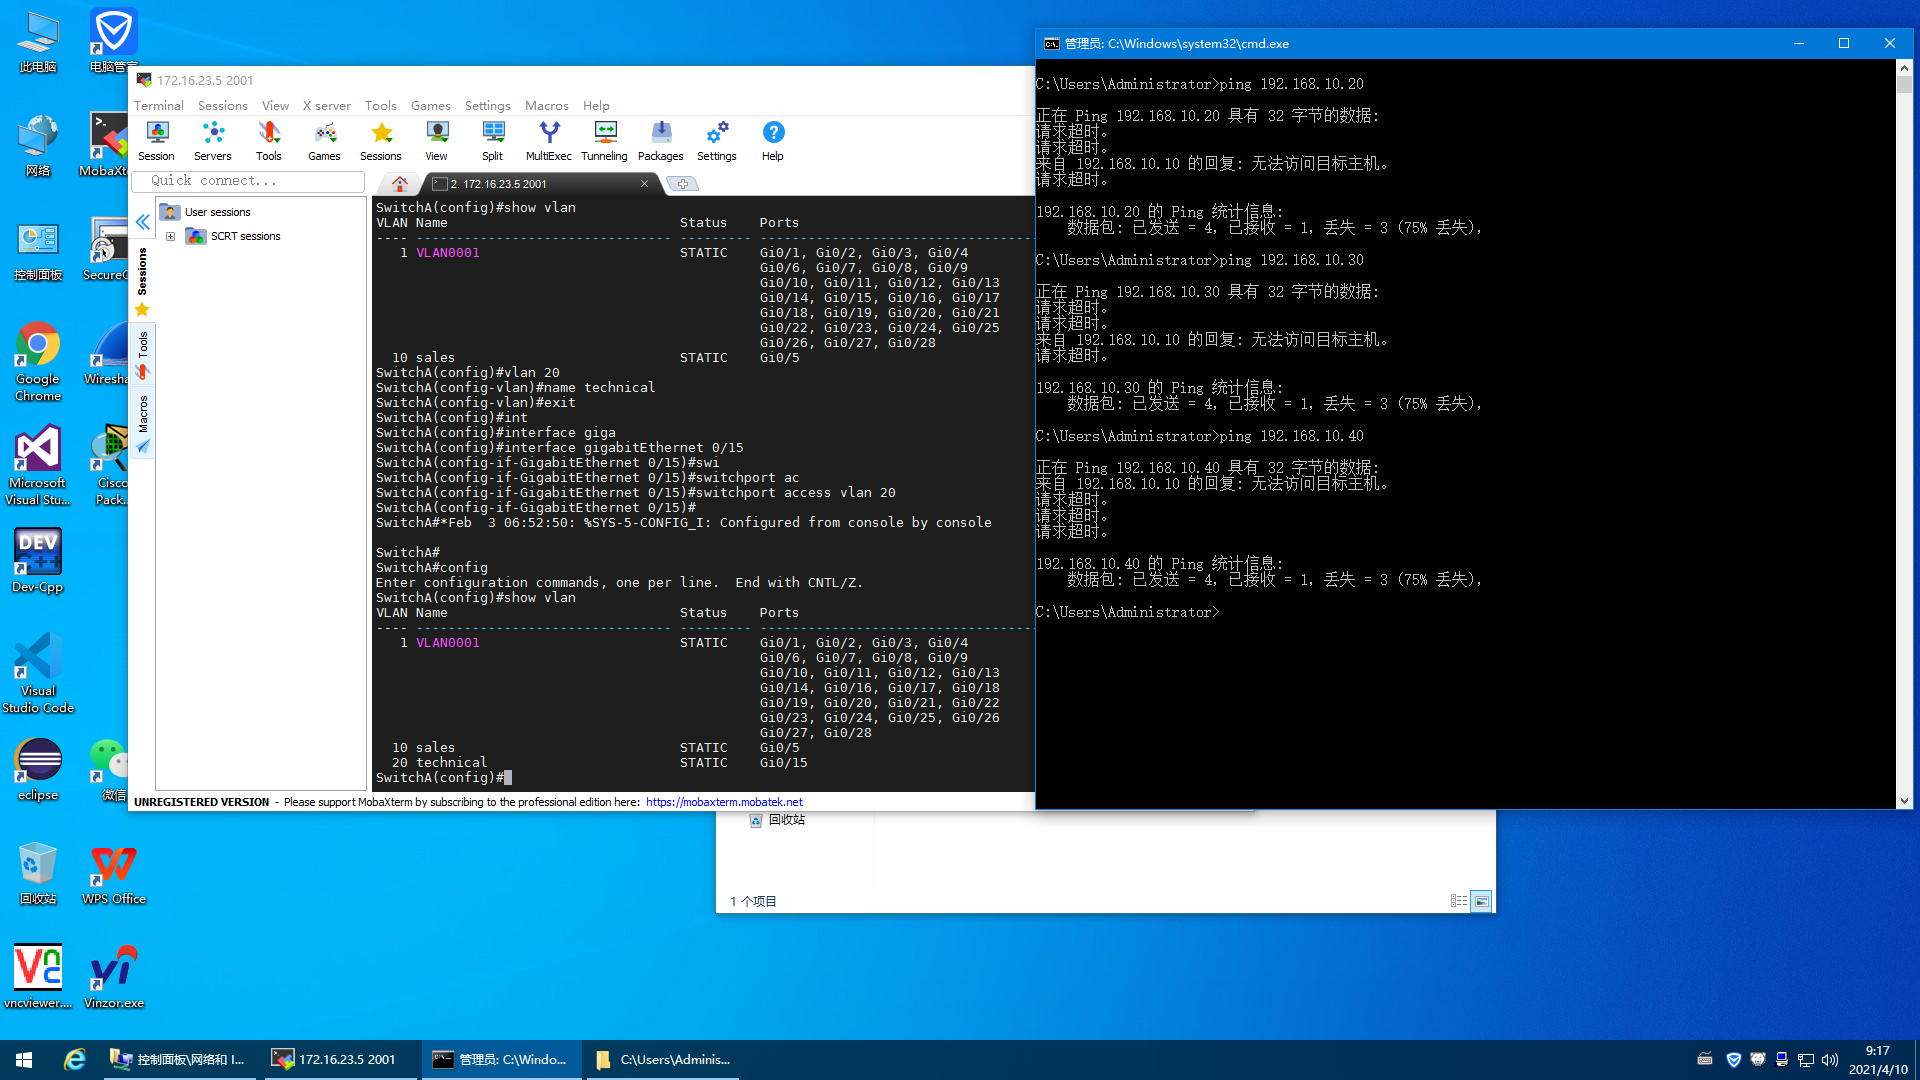 此电脑
电脑管家
网络
MobaXt
控制面板
SecureC
Google
Chrome
Wiresha
Microsoft
Visual Stu...
Cisco
Pack..
Dev-Cpp
Visual
Studio Code
eclipse
微信
回收站
WPS Office
vncviewer....
Vinzor.exe
172.16.23.5 2001
Terminal Sessions View X server Tools Games Settings Macros Help
Session Servers Tools Games Sessions View Split MultiExec Tunneling Packages Settings Help
Quick connect...
2. 172.16.23.5 2001
User sessions
SCRT sessions
Sessions
Tools
Macros
SwitchA(config)#show vlan
VLAN Name Status Ports
---- -------------------------------- --------- -----------------------------------
1 VLAN0001 STATIC Gi0/1, Gi0/2, Gi0/3, Gi0/4
Gi0/6, Gi0/7, Gi0/8, Gi0/9
Gi0/10, Gi0/11, Gi0/12, Gi0/13
Gi0/14, Gi0/15, Gi0/16, Gi0/17
Gi0/18, Gi0/19, Gi0/20, Gi0/21
Gi0/22, Gi0/23, Gi0/24, Gi0/25
Gi0/26, Gi0/27, Gi0/28
10 sales STATIC Gi0/5
SwitchA(config)#vlan 20
SwitchA(config-vlan)#name technical
SwitchA(config-vlan)#exit
SwitchA(config)#int
SwitchA(config)#interface giga
SwitchA(config)#interface gigabitEthernet 0/15
SwitchA(config-if-GigabitEthernet 0/15)#swi
SwitchA(config-if-GigabitEthernet 0/15)#switchport ac
SwitchA(config-if-GigabitEthernet 0/15)#switchport access vlan 20
SwitchA(config-if-GigabitEthernet 0/15)#
SwitchA#*Feb  3 06:52:50: %SYS-5-CONFIG_I: Configured from console by console
SwitchA#
SwitchA#config
Enter configuration commands, one per line.  End with CNTL/Z.
SwitchA(config)#show vlan
VLAN Name Status Ports
---- -------------------------------- --------- -----------------------------------
1 VLAN0001 STATIC Gi0/1, Gi0/2, Gi0/3, Gi0/4
Gi0/6, Gi0/7, Gi0/8, Gi0/9
Gi0/10, Gi0/11, Gi0/12, Gi0/13
Gi0/14, Gi0/16, Gi0/17, Gi0/18
Gi0/19, Gi0/20, Gi0/21, Gi0/22
Gi0/23, Gi0/24, Gi0/25, Gi0/26
Gi0/27, Gi0/28
10 sales STATIC Gi0/5
20 technical STATIC Gi0/15
SwitchA(config)#
UNREGISTERED VERSION - Please support MobaXterm by subscribing to the professional edition here: https://mobaxterm.mobatek.net
管理员: C:\Windows\system32\cmd.exe
C:\Users\Administrator>ping 192.168.10.20
正在 Ping 192.168.10.20 具有 32 字节的数据:
请求超时。
请求超时。
来自 192.168.10.10 的回复: 无法访问目标主机。
请求超时。
192.168.10.20 的 Ping 统计信息:
数据包: 已发送 = 4，已接收 = 1，丢失 = 3 (75% 丢失)，
C:\Users\Administrator>ping 192.168.10.30
正在 Ping 192.168.10.30 具有 32 字节的数据:
请求超时。
请求超时。
来自 192.168.10.10 的回复: 无法访问目标主机。
请求超时。
192.168.10.30 的 Ping 统计信息:
数据包: 已发送 = 4，已接收 = 1，丢失 = 3 (75% 丢失)，
C:\Users\Administrator>ping 192.168.10.40
正在 Ping 192.168.10.40 具有 32 字节的数据:
来自 192.168.10.10 的回复: 无法访问目标主机。
请求超时。
请求超时。
请求超时。
192.168.10.40 的 Ping 统计信息:
数据包: 已发送 = 4，已接收 = 1，丢失 = 3 (75% 丢失)，
C:\Users\Administrator>
回收站
1 个项目
控制面板\网络和 I...
172.16.23.5 2001
管理员: C:\Windo...
C:\Users\Adminis...
9:17
2021/4/10